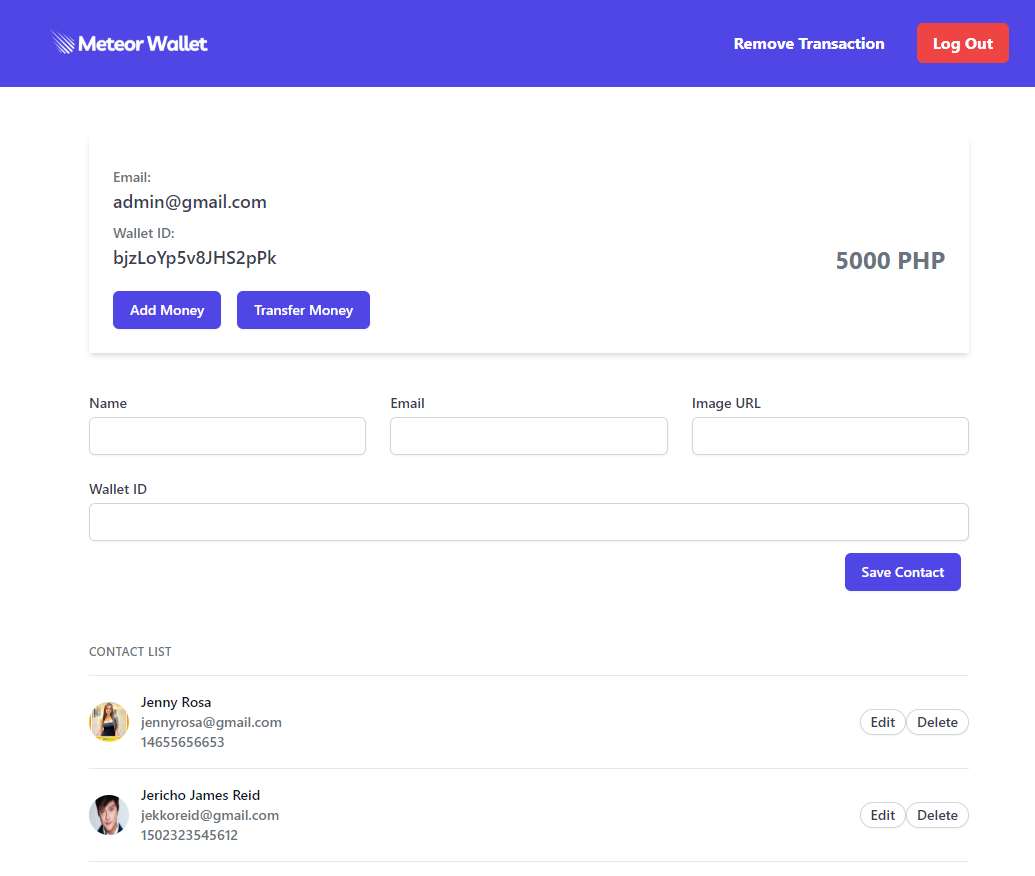 Meteor Wallet
Remove Transaction
Log Out
Email:
admin@gmail.com
Wallet ID:
bjzLoYp5v8JHS2pPk
5000 PHP
Add Money
Transfer Money
Name
Email
Image URL
Wallet ID
Save Contact
CONTACT LIST
Jenny Rosa
jennyrosa@gmail.com
14655656653
Edit
Delete
Jericho James Reid
jekkoreid@gmail.com
1502323545612
Edit
Delete